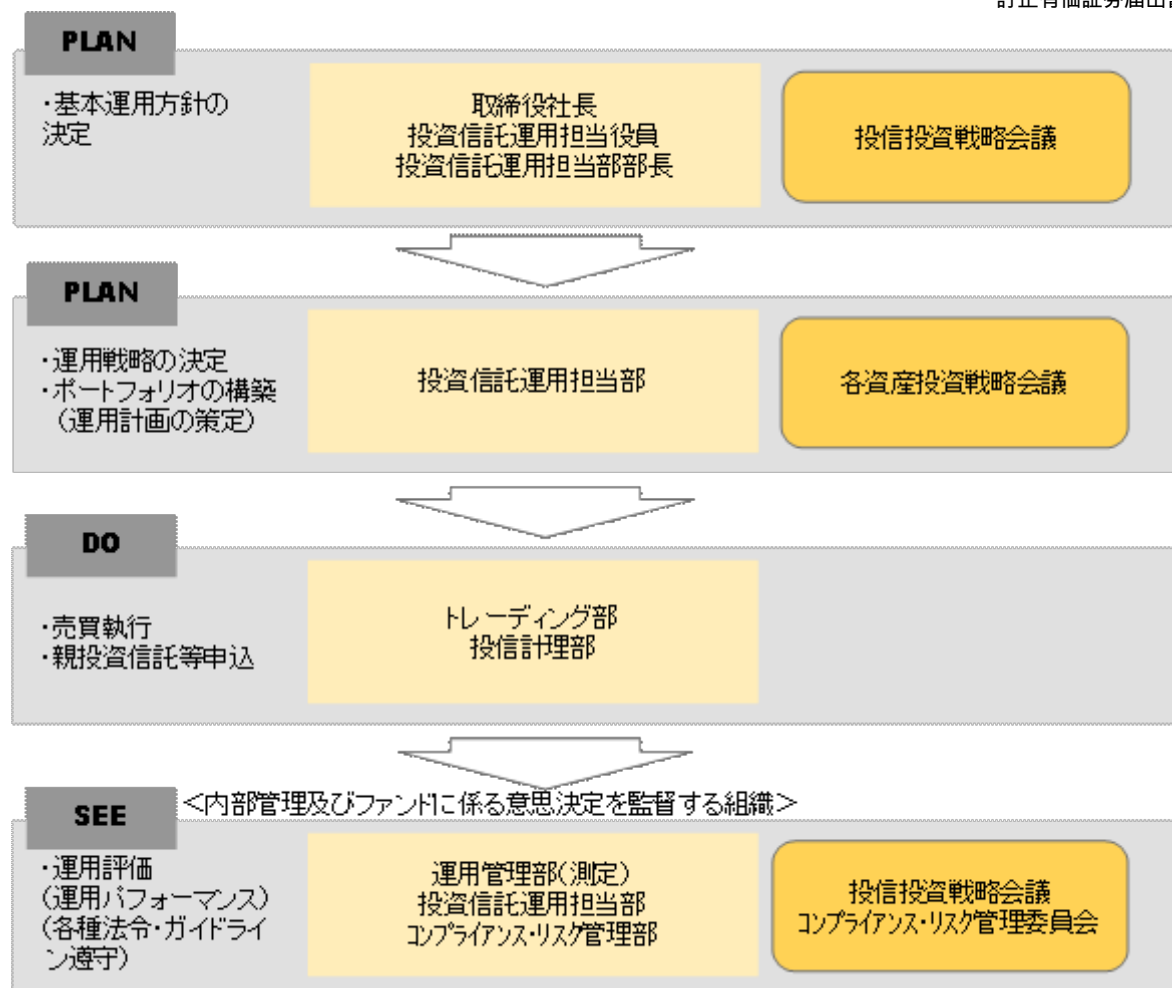 訂正有価証券届出
PLAN
・基本運用方針の
決定
取締役社長
投資信託運用担当役員
投資信託運用担当部部長
投信投資戦略会議
PLAN
・運用戦略の決定
・ポートフォリオの構築
（運用計画の策定）
投資信託運用担当部
各資産投資戦略会議
DO
・売買執行
・親投資信託等申込
トレーディング部
投信計理部
SEE
＜内部管理及びファンドに係る意思決定を監督する組織＞
・運用評価
（運用パフォーマンス）
（各種法令・ガイドライ
ン遵守）
運用管理部（測定）
投資信託運用担当部
コンプライアンス・リスク管理部
投信投資戦略会議
コンプライアンス・リスク管理委員会